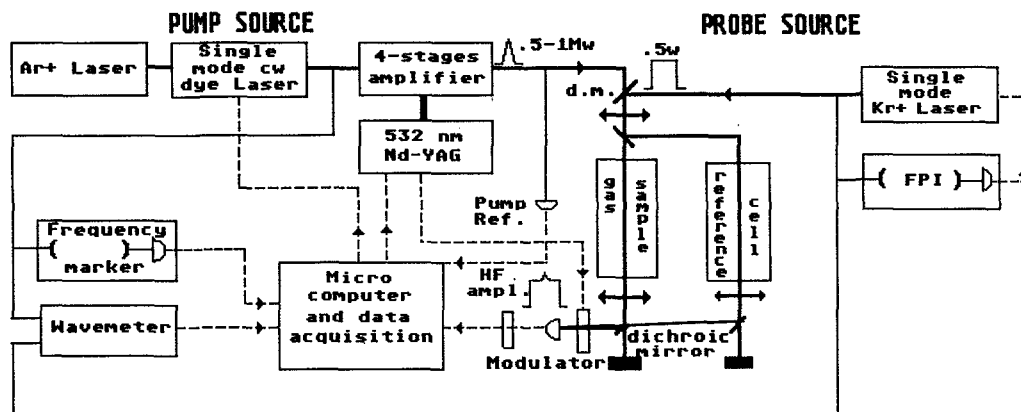 PUMP SOURCE
PROBE SOURCE
Ar+ Laser
Single
mode cw
dye Laser
4-stages
amplifier
.5-1Mw
.5w
d.m.
Single
mode
Kr+ Laser
532 nm
Nd-YAG
FPI
gas
sample
reference
cell
Pump
Ref.
Frequency
marker
HF
ampl.
Micro
computer
and data
acquisition
Wavemeter
Modulator
dichroic
mirror